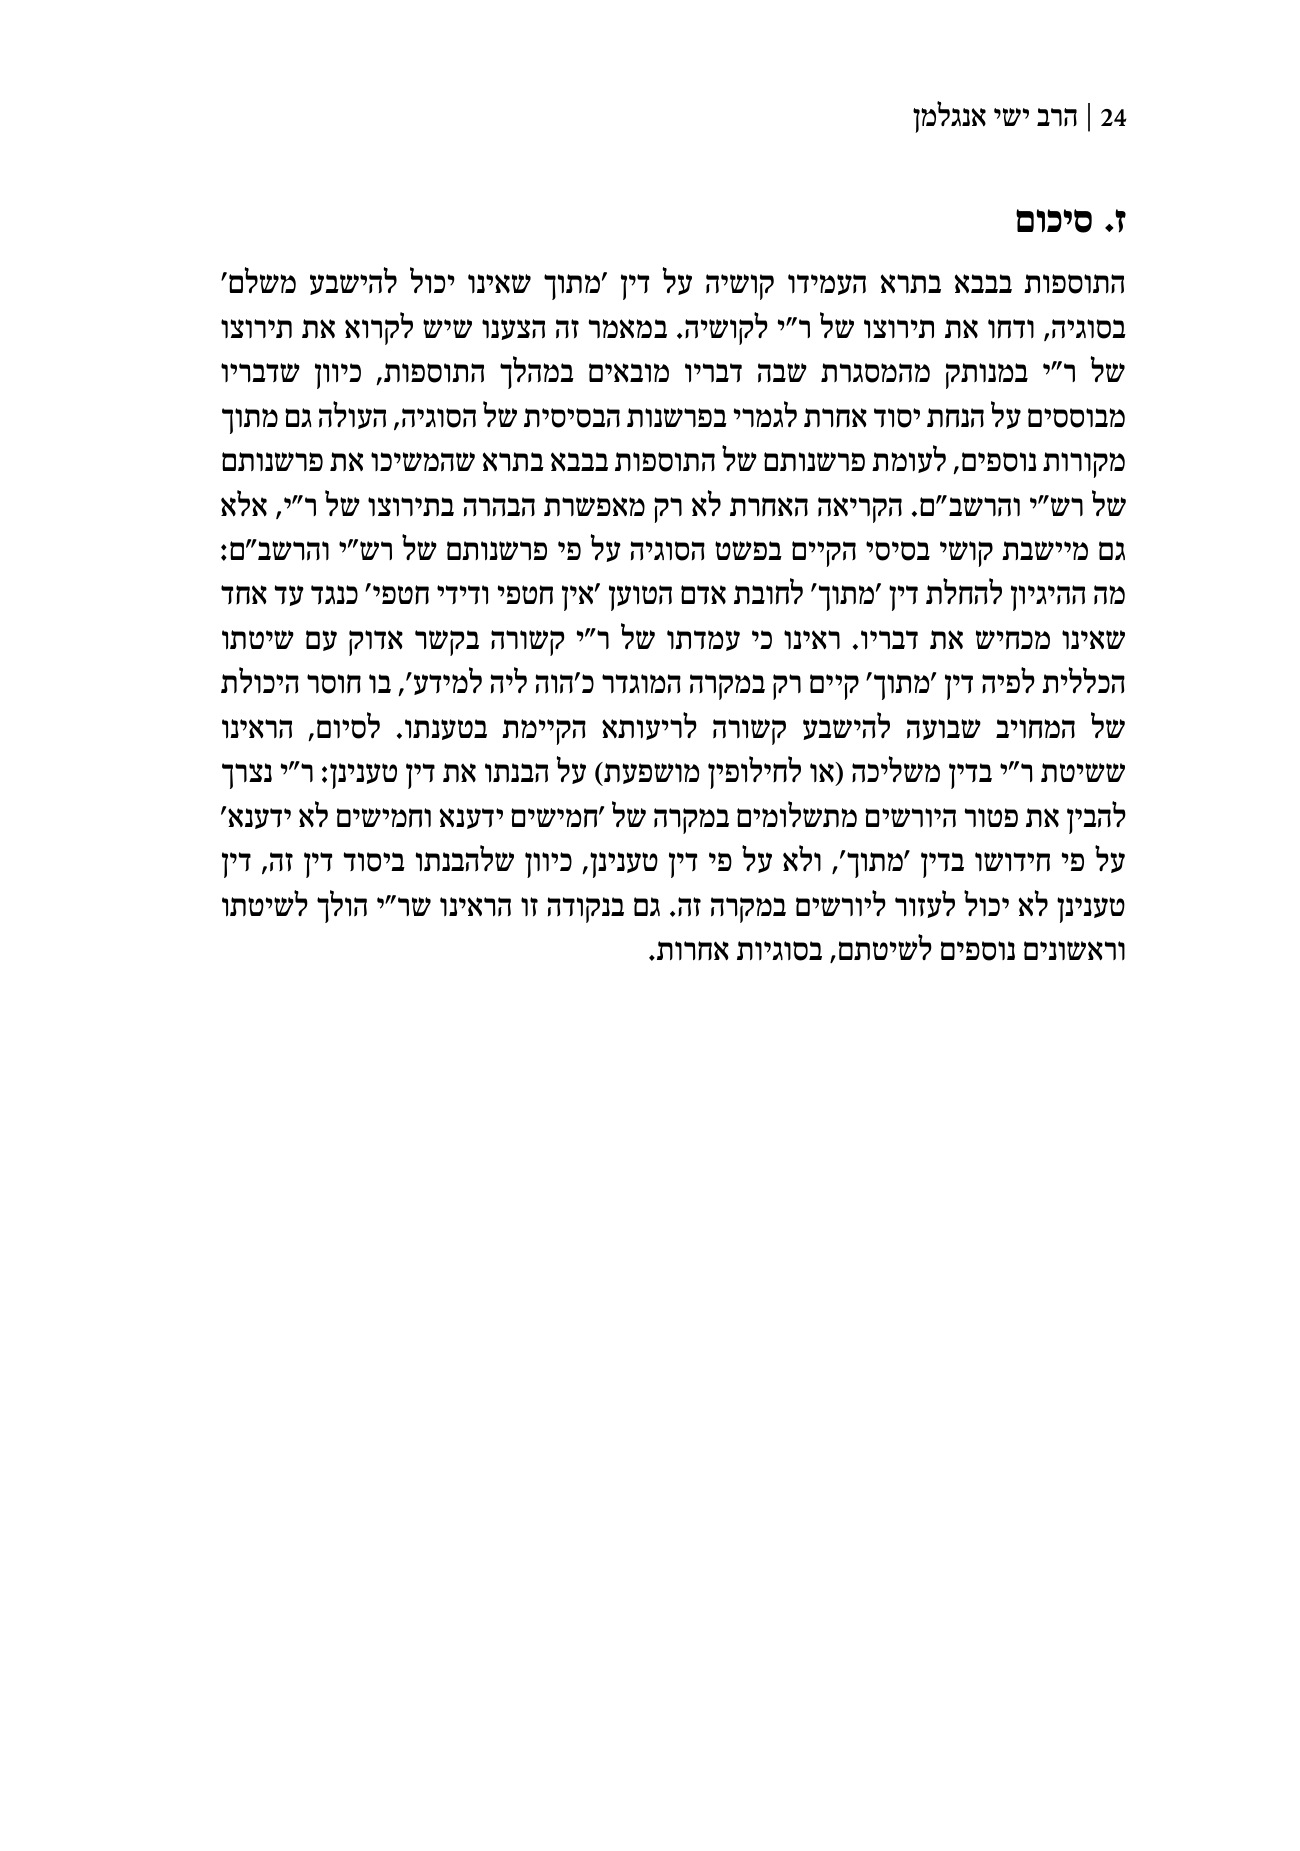 24 | הרב ישי אנגלמן
ז. סיכום
התוספות בבבא בתרא העמידו קושיה על דין 'מתוך שאינו יכול להישבע משלם'
בסוגיה, ודחו את תירוצו של ר"י לקושיה. במאמר זה הצענו שיש לקרוא את תירוצו
של ר"י במנותק מהמסגרת שבה דבריו מובאים במהלך התוספות, כיוון שדבריו
מבוססים על הנחת יסוד אחרת לגמרי בפרשנות הבסיסית של הסוגיה, העולה גם מתוך
מקורות נוספים, לעומת פרשנותם של התוספות בבבא בתרא שהמשיכו את פרשנותם
של רש"י והרשב"ם. הקריאה האחרת לא רק מאפשרת הבהרה בתירוצו של ר"י, אלא
גם מיישבת קושי בסיסי הקיים בפשט הסוגיה על פי פרשנותם של רש"י והרשב"ם:
מה ההיגיון להחלת דין 'מתוך' לחובת אדם הטוען 'אין חטפי ודידי חטפי' כנגד עד אחד
שאינו מכחיש את דבריו. ראינו כי עמדתו של ר"י קשורה בקשר אדוק עם שיטתו
הכללית לפיה דין 'מתוך' קיים רק במקרה המוגדר כ'הוה ליה למידע', בו חוסר היכולת
של המחויב שבועה להישבע קשורה לריעותא הקיימת בטענתו. לסיום, הראינו
ששיטת ר"י בדין משליכה (או לחילופין מושפעת) על הבנתו את דין טענינן: ר"י נצרך
להבין את פטור היורשים מתשלומים במקרה של 'חמישים ידענא וחמישים לא ידענא'
על פי חידושו בדין 'מתוך', ולא על פי דין טענינן, כיוון שלהבנתו ביסוד דין זה, דין
טענינן לא יכול לעזור ליורשים במקרה זה. גם בנקודה זו הראינו שר"י הולך לשיטתו
וראשונים נוספים לשיטתם, בסוגיות אחרות.